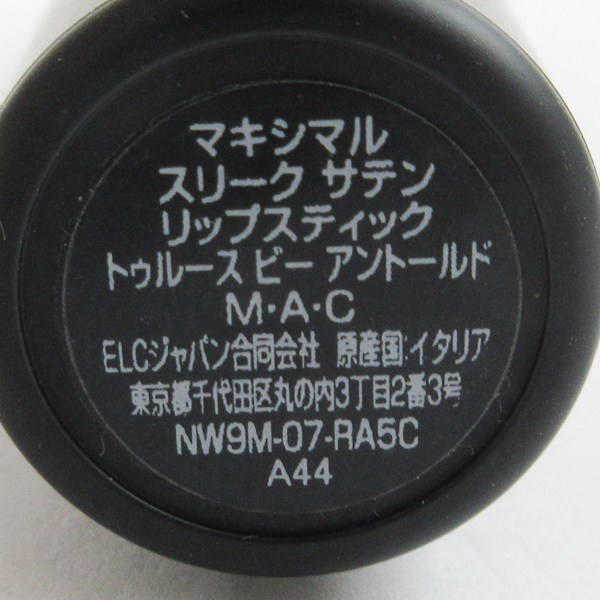 マキシマル
スリーク サテン
リップスティック
トゥルース ビー アントールド
M・A・C
ELCジャパン合同会社 原産国:イタリア
東京都千代田区丸の内3丁目2番3号
NW9M-07-RA5C
A44